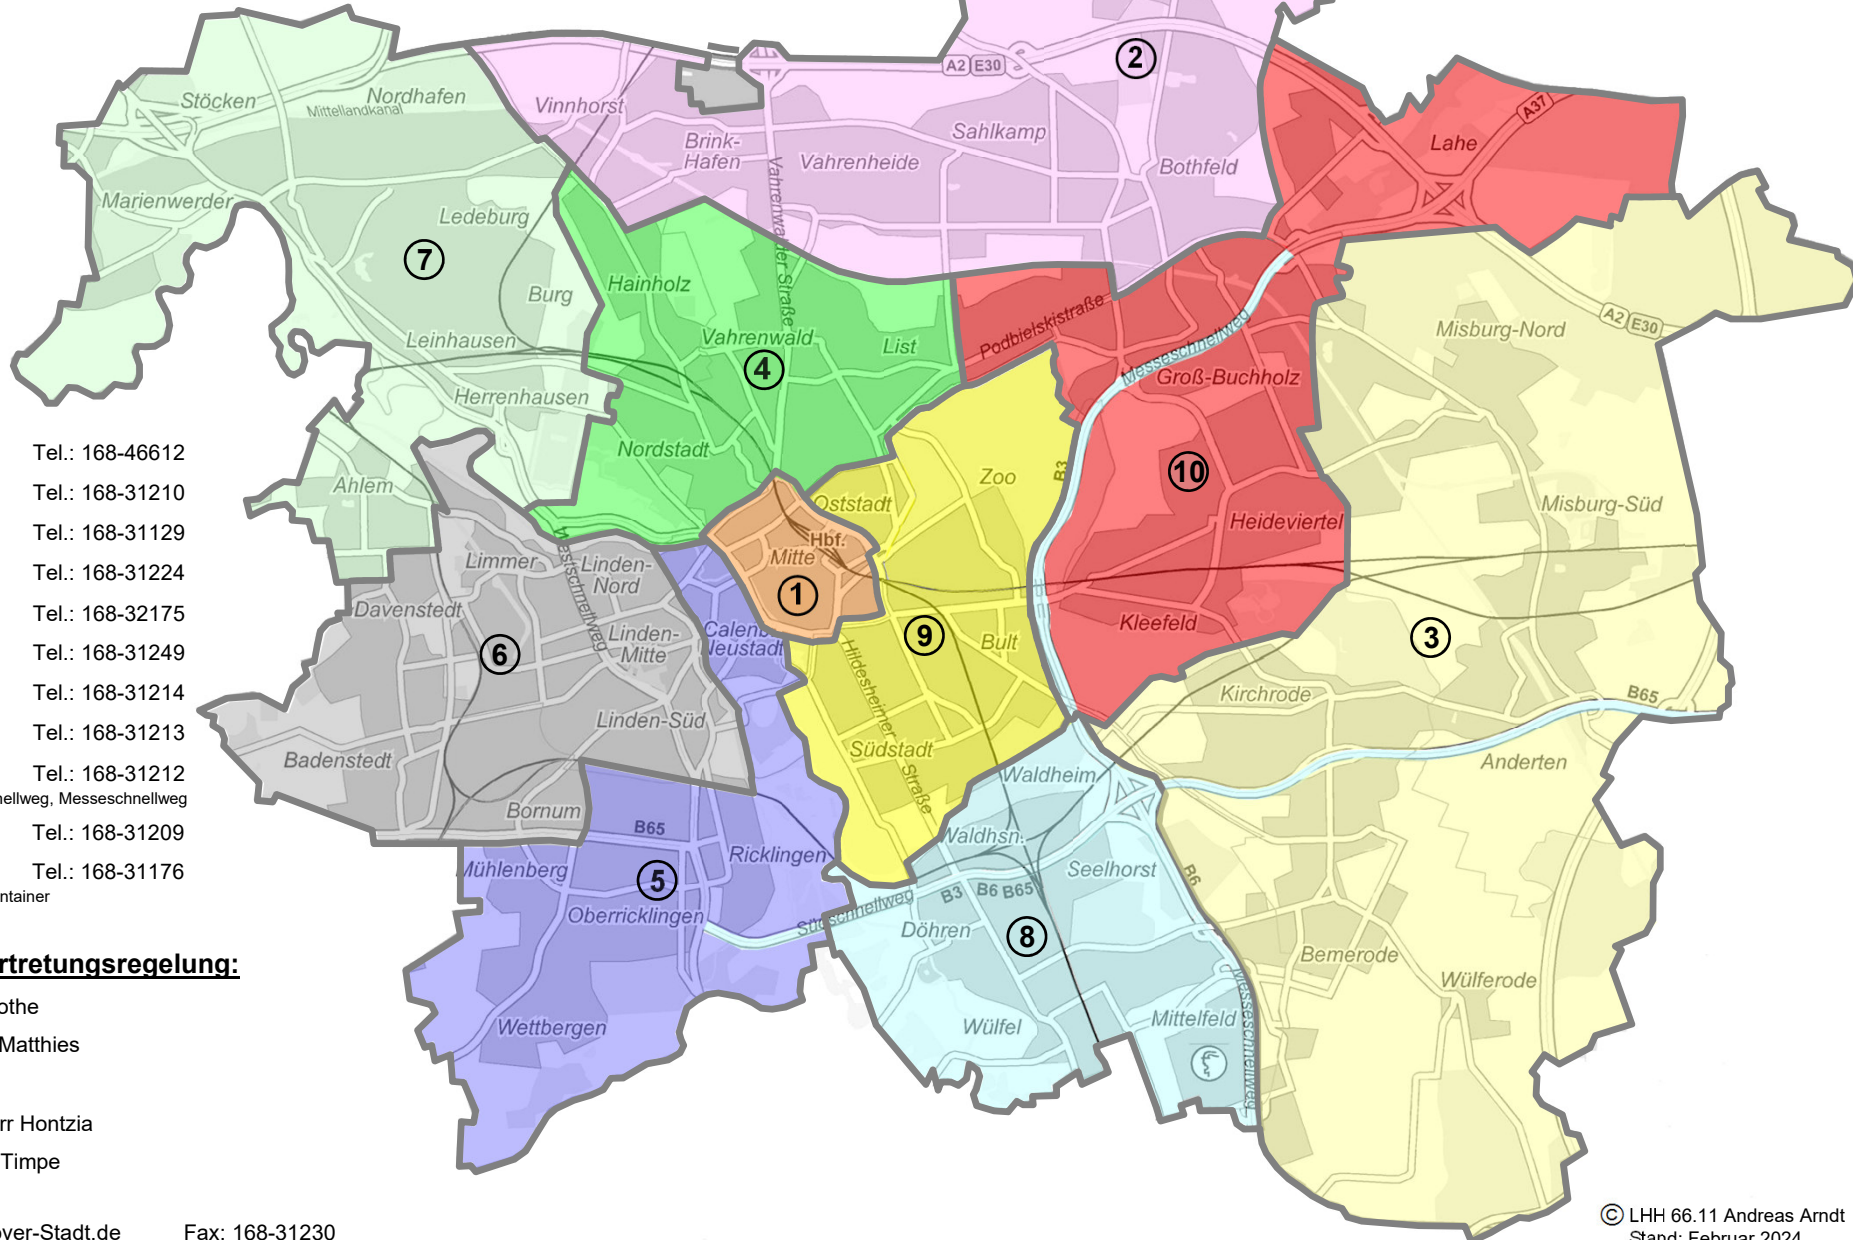 2
A2 E30
A37
Stöcken
Nordhafen
Mittellandkanal
Vinnhorst
Brink-
Hafen
Vahrenheide
Sahlkamp
Bothfeld
Lahe
Marienwerder
Ledeburg
Vahrenwalder Straße
7
Burg
Hainholz
Leinhausen
Vahrenwald
List
4
Podbielskistraße
Messeschnellweg
Groß-Buchholz
Misburg-Nord
A2 E30
Herrenhausen
Nordstadt
Zoo
B3
10
Ahlem
Oststadt
Heideviertel
Misburg-Süd
Hbf.
Mitte
1
Limmer
Linden-
Nord
Westschnellweg
Davenstedt
Linden-
Mitte
6
Calenb
Neustadt
9
Bult
Kleefeld
3
Hildesheimer Straße
Kirchrode
B65
Linden-Süd
Badenstedt
Südstadt
Waldheim
Anderten
Bornum
B65
Waldhsn.
Ricklingen
Mühlenberg
5
Seelhorst
B6
B3
B6 B65
Oberricklingen
Südschnellweg
Döhren
8
Bemerode
Wülferode
Wettbergen
Wülfel
Mittelfeld
Messeschnellweg
Tel.: 168-46612
Tel.: 168-31210
Tel.: 168-31129
Tel.: 168-31224
Tel.: 168-32175
Tel.: 168-31249
Tel.: 168-31214
Tel.: 168-31213
Tel.: 168-31212
nellweg, Messeschnellweg
Tel.: 168-31209
Tel.: 168-31176
ntainer
rtretungsregelung:
othe
Matthies
rr Hontzia
Timpe
over-Stadt.de Fax: 168-31230
© LHH 66.11 Andreas Arndt
Stand: Februar 2024